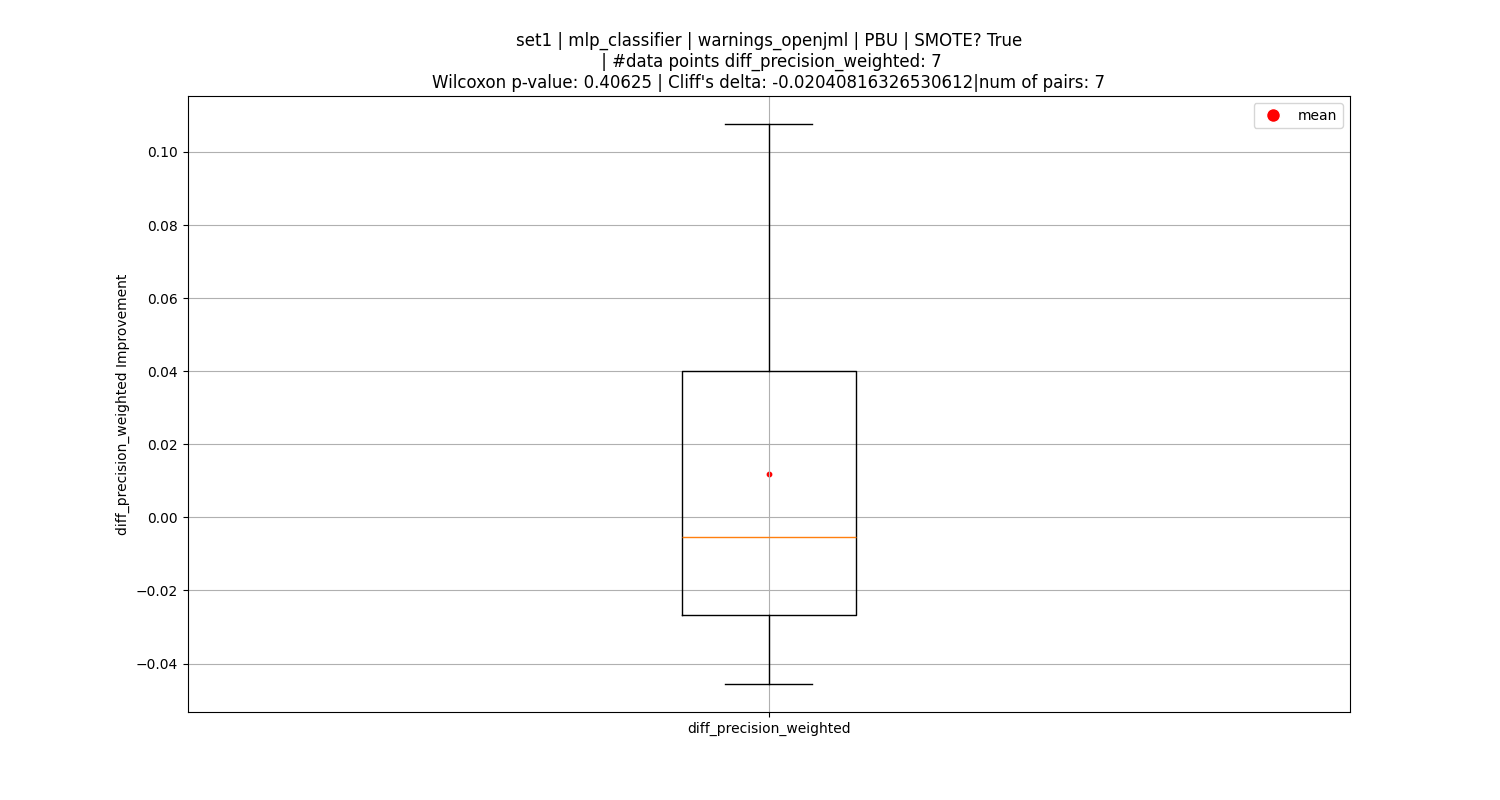 set1 | mlp_classifier | warnings_openjml | PBU | SMOTE? True
| #data points diff_precision_weighted: 7
Wilcoxon p-value: 0.40625 | Cliff's delta: -0.02040816326530612|num of pairs: 7
mean
0.10
0.08
0.06
0.04
0.02
0.00
−0.02
−0.04
diff_precision_weighted Improvement
diff_precision_weighted